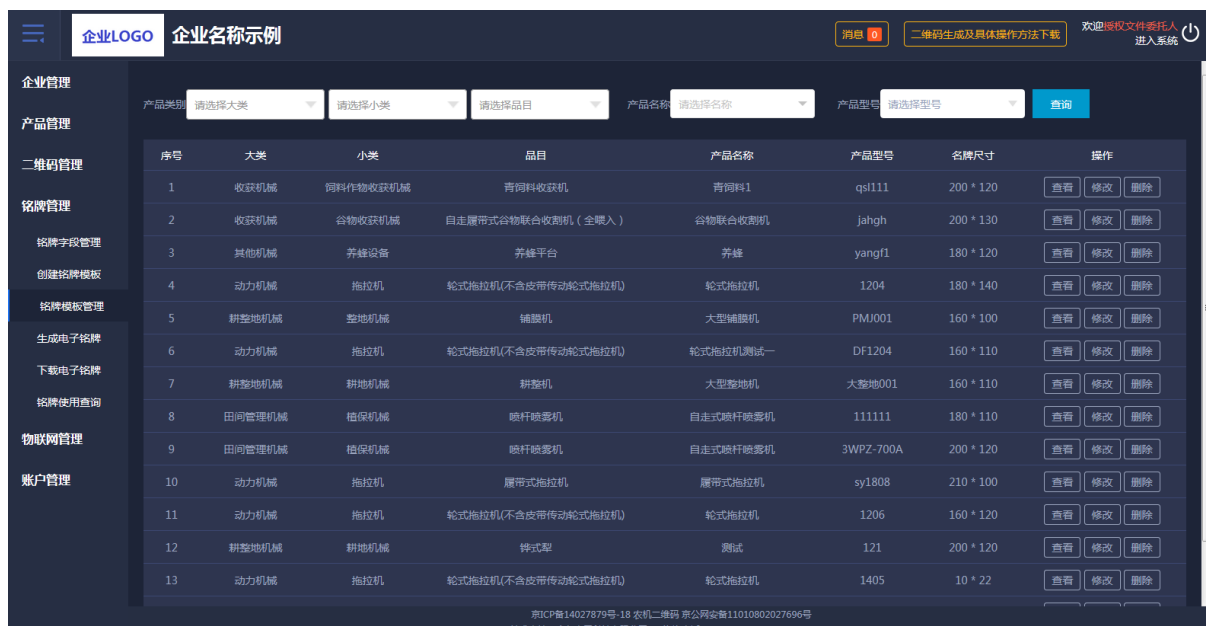 企业LOGO 企业名称示例 消息 0 二维码生成及具体操作方法下载 欢迎授权文件委托人
进入系统
企业管理
产品管理
二维码管理
铭牌管理
铭牌字段管理
创建铭牌模板
铭牌模板管理
生成电子铭牌
下载电子铭牌
铭牌使用查询
物联网管理
账户管理
产品类别 请选择大类 请选择小类 请选择品目 产品名称 请选择名称 产品型号 请选择型号 查询
序号 大类 小类 品目 产品名称 产品型号 名牌尺寸 操作
1 收获机械 饲料作物收获机械 青饲料收获机 青饲料1 qsl111 200 * 120 查看 修改 删除
2 收获机械 谷物收获机械 自走履带式谷物联合收割机（全喂入） 谷物联合收割机 jahgh 200 * 130 查看 修改 删除
3 其他机械 养蜂设备 养蜂平台 养蜂 yangf1 180 * 120 查看 修改 删除
4 动力机械 拖拉机 轮式拖拉机(不含皮带传动轮式拖拉机) 轮式拖拉机 1204 180 * 140 查看 修改 删除
5 耕整地机械 整地机械 铺膜机 大型铺膜机 PMJ001 160 * 100 查看 修改 删除
6 动力机械 拖拉机 轮式拖拉机(不含皮带传动轮式拖拉机) 轮式拖拉机测试一 DF1204 160 * 110 查看 修改 删除
7 耕整地机械 耕地机械 耕整机 大型整地机 大整地001 160 * 110 查看 修改 删除
8 田间管理机械 植保机械 喷杆喷雾机 自走式喷杆喷雾机 111111 180 * 110 查看 修改 删除
9 田间管理机械 植保机械 喷杆喷雾机 自走式喷杆喷雾机 3WPZ-700A 200 * 120 查看 修改 删除
10 动力机械 拖拉机 履带式拖拉机 履带式拖拉机 sy1808 210 * 100 查看 修改 删除
11 动力机械 拖拉机 轮式拖拉机(不含皮带传动轮式拖拉机) 轮式拖拉机 1206 160 * 120 查看 修改 删除
12 耕整地机械 耕地机械 铧式犁 测试 121 200 * 120 查看 修改 删除
13 动力机械 拖拉机 轮式拖拉机(不含皮带传动轮式拖拉机) 轮式拖拉机 1405 10 * 22 查看 修改 删除
京ICP备14027879号-18 农机二维码 京公网安备11010802027696号